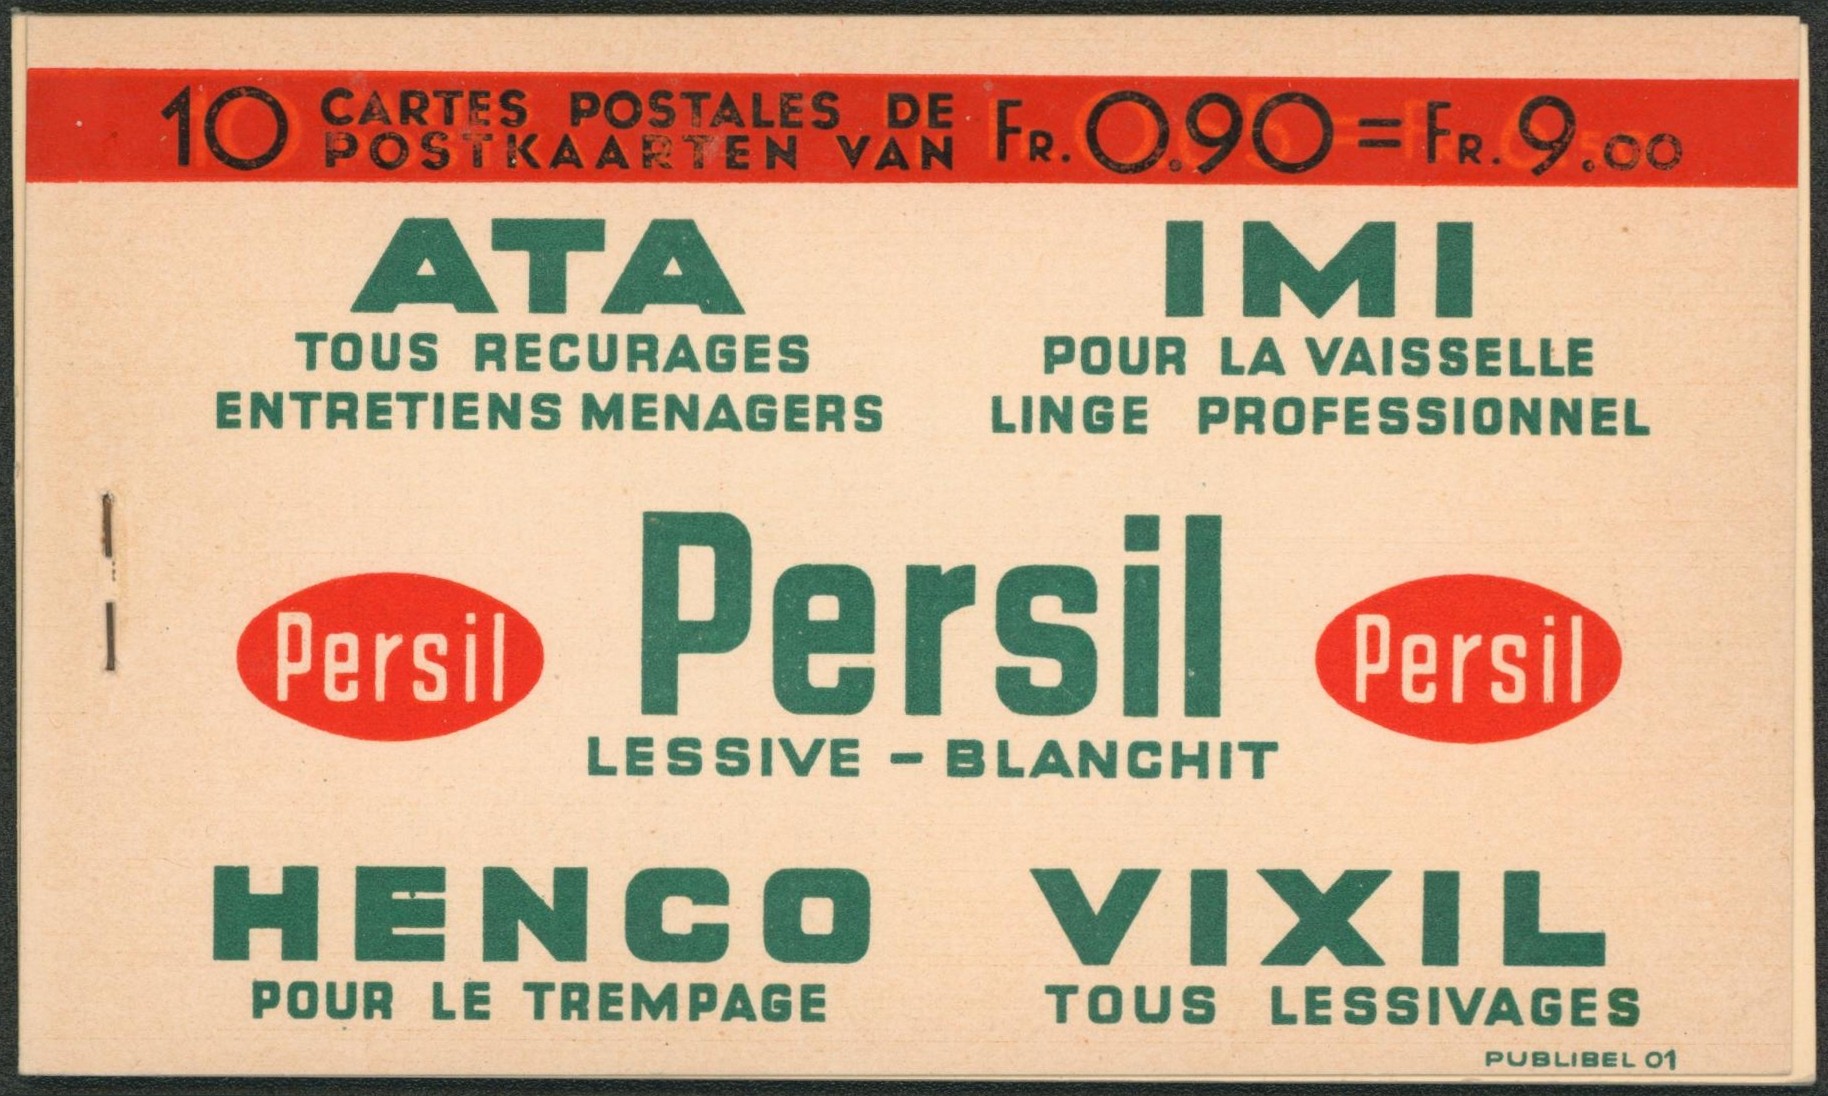 10 CARTES POSTALES DE FR. 0.90 = FR. 9.00
POSTKAARTEN VAN
ATA
TOUS RECURAGES
ENTRETIENS MENAGERS
IMI
POUR LA VAISSELLE
LINGE PROFESSIONNEL
Persil
Persil
Persil
LESSIVE - BLANCHIT
HENCO
POUR LE TREMPAGE
VIXIL
TOUS LESSIVAGES
PUBLIBEL 01